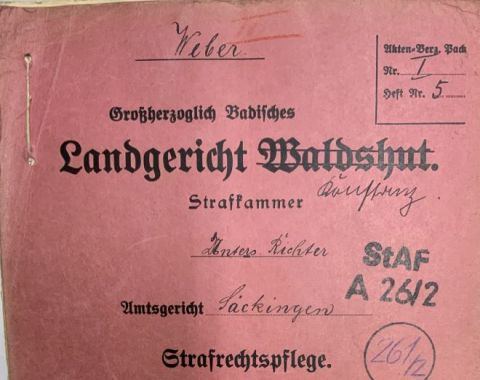 Weber.
Akten-Verz. Pack
Nr. I
Heft Nr. 5
Großherzoglich Badisches
Landgericht Waldshut.
Konstanz
Strafkammer
Unters. Richter
StAF
A 26/2
Amtsgericht Säckingen
261/2
Strafrechtspflege.